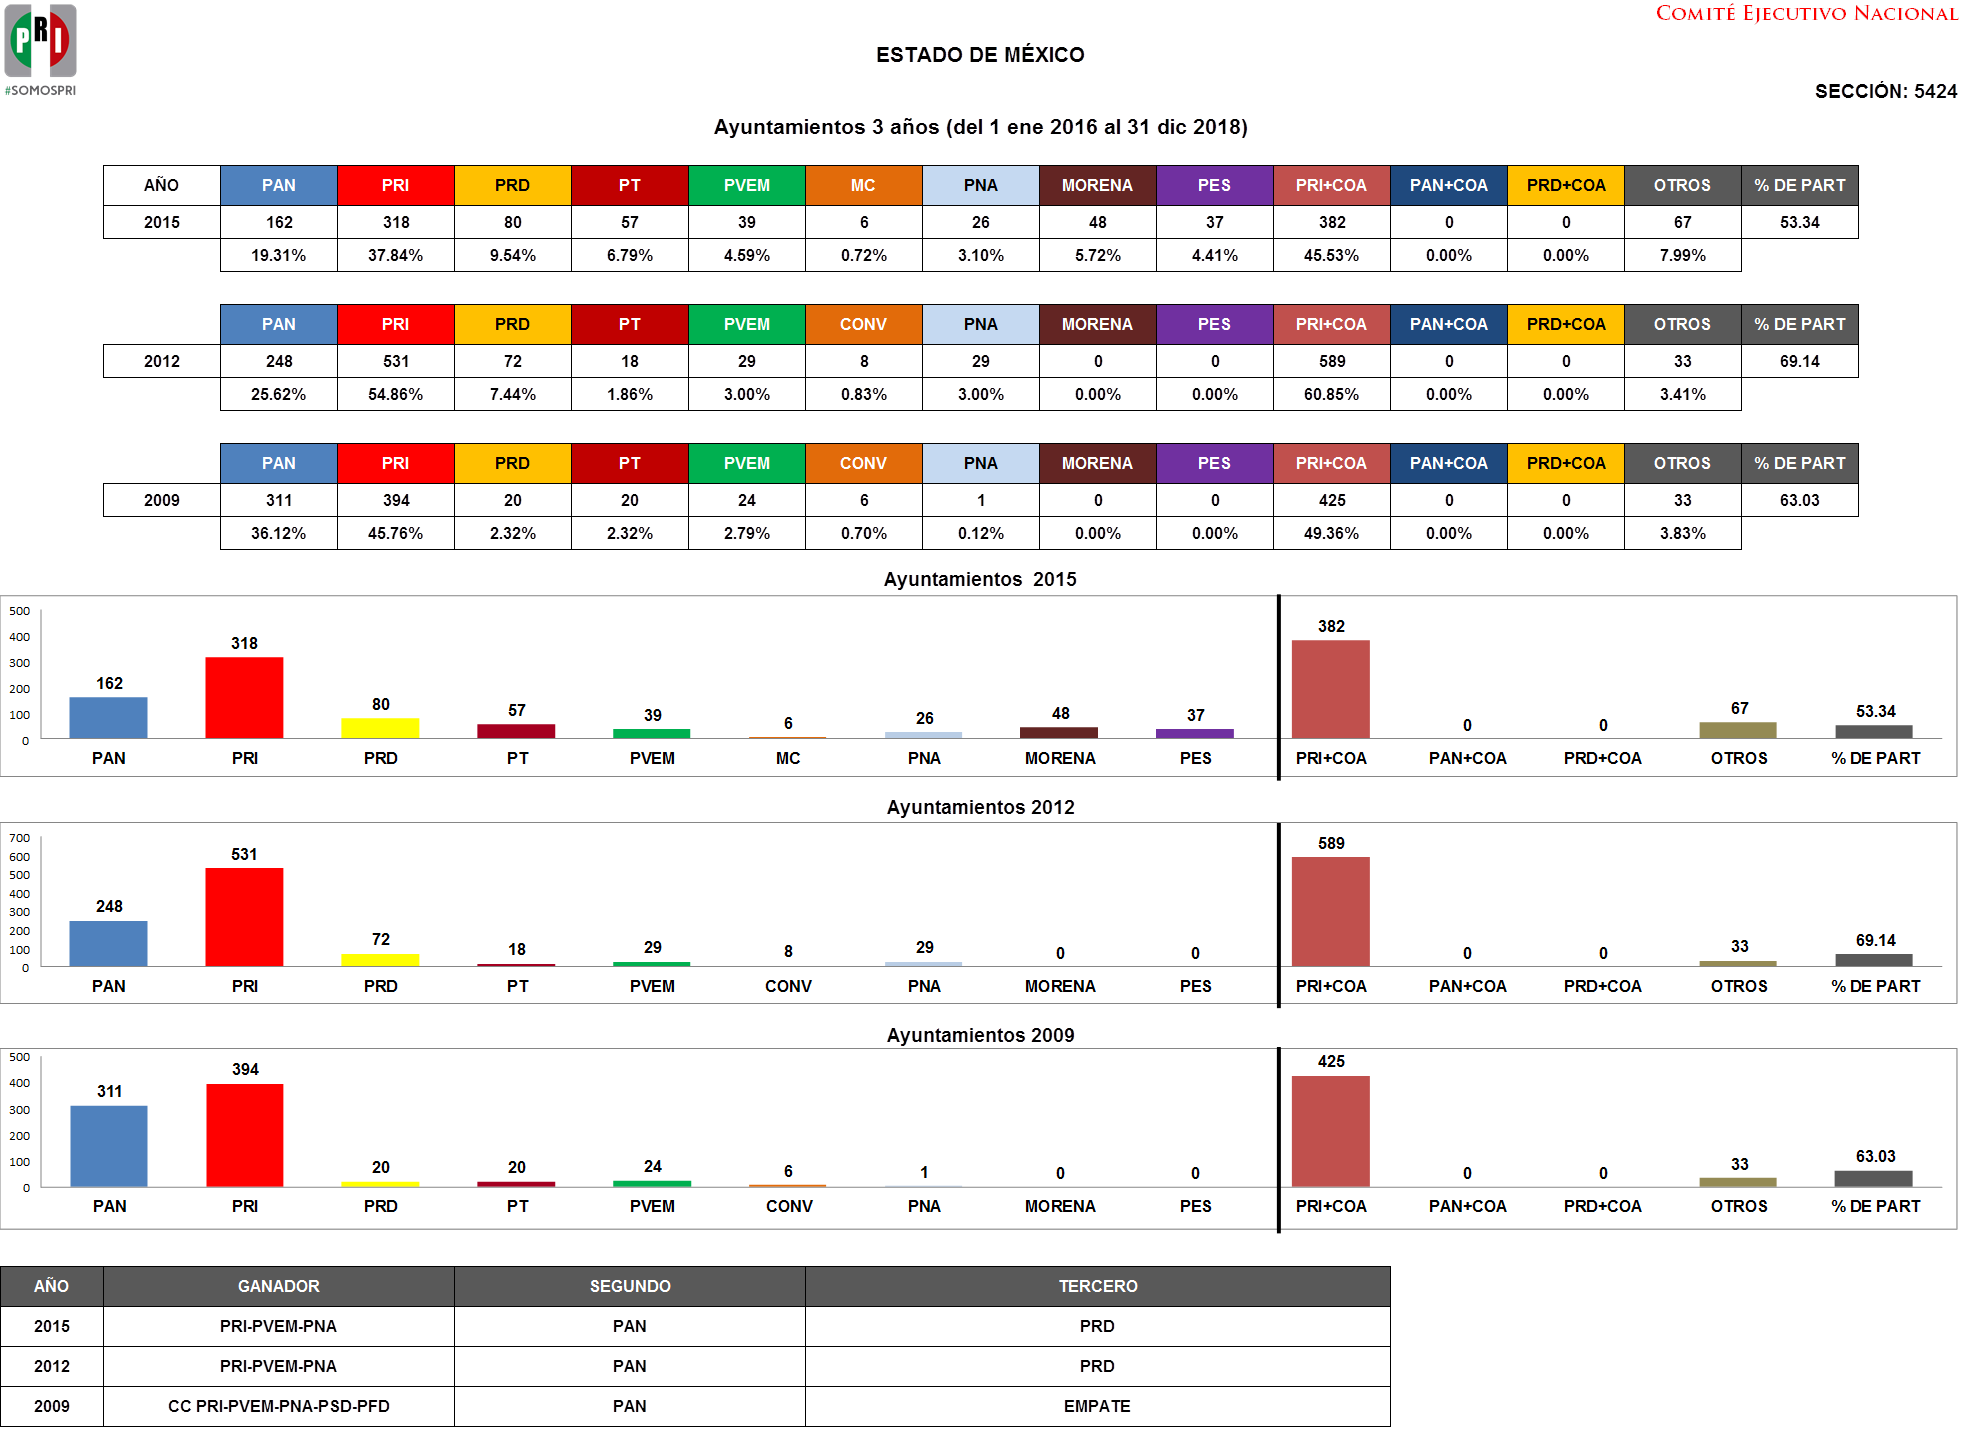 PRI
#SOMOSPRI
COMITÉ EJECUTIVO NACIONAL
ESTADO DE MÉXICO
SECCIÓN: 5424
Ayuntamientos 3 años (del 1 ene 2016 al 31 dic 2018)
AÑO PAN PRI PRD PT PVEM MC PNA MORENA PES PRI+COA PAN+COA PRD+COA OTROS % DE PART
2015 162 318 80 57 39 6 26 48 37 382 0 0 67 53.34
19.31% 37.84% 9.54% 6.79% 4.59% 0.72% 3.10% 5.72% 4.41% 45.53% 0.00% 0.00% 7.99%
PAN PRI PRD PT PVEM CONV PNA MORENA PES PRI+COA PAN+COA PRD+COA OTROS % DE PART
2012 248 531 72 18 29 8 29 0 0 589 0 0 33 69.14
25.62% 54.86% 7.44% 1.86% 3.00% 0.83% 3.00% 0.00% 0.00% 60.85% 0.00% 0.00% 3.41%
PAN PRI PRD PT PVEM CONV PNA MORENA PES PRI+COA PAN+COA PRD+COA OTROS % DE PART
2009 311 394 20 20 24 6 1 0 0 425 0 0 33 63.03
36.12% 45.76% 2.32% 2.32% 2.79% 0.70% 0.12% 0.00% 0.00% 49.36% 0.00% 0.00% 3.83%
Ayuntamientos 2015
500
400
300
200
100
0
162 318 80 57 39 6 26 48 37 382 0 0 67 53.34
PAN PRI PRD PT PVEM MC PNA MORENA PES PRI+COA PAN+COA PRD+COA OTROS % DE PART
Ayuntamientos 2012
700
600
500
400
300
200
100
0
248 531 72 18 29 8 29 0 0 589 0 0 33 69.14
PAN PRI PRD PT PVEM CONV PNA MORENA PES PRI+COA PAN+COA PRD+COA OTROS % DE PART
Ayuntamientos 2009
500
400
300
200
100
0
311 394 20 20 24 6 1 0 0 425 0 0 33 63.03
PAN PRI PRD PT PVEM CONV PNA MORENA PES PRI+COA PAN+COA PRD+COA OTROS % DE PART
AÑO GANADOR SEGUNDO TERCERO
2015 PRI-PVEM-PNA PAN PRD
2012 PRI-PVEM-PNA PAN PRD
2009 CC PRI-PVEM-PNA-PSD-PFD PAN EMPATE